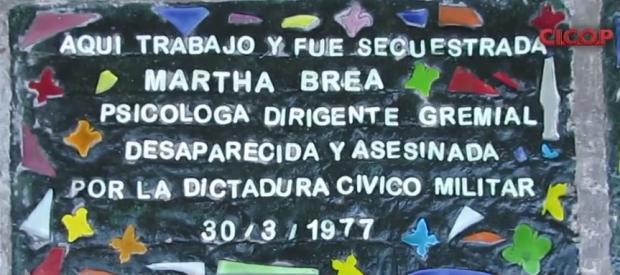 AQUI TRABAJO Y FUE SECUESTRADA
CICOP
MARTHA BREA
PSICOLOGA DIRIGENTE GREMIAL
DESAPARECIDA Y ASESINADA
POR LA DICTADURA CIVICO MILITAR
30/3/1977